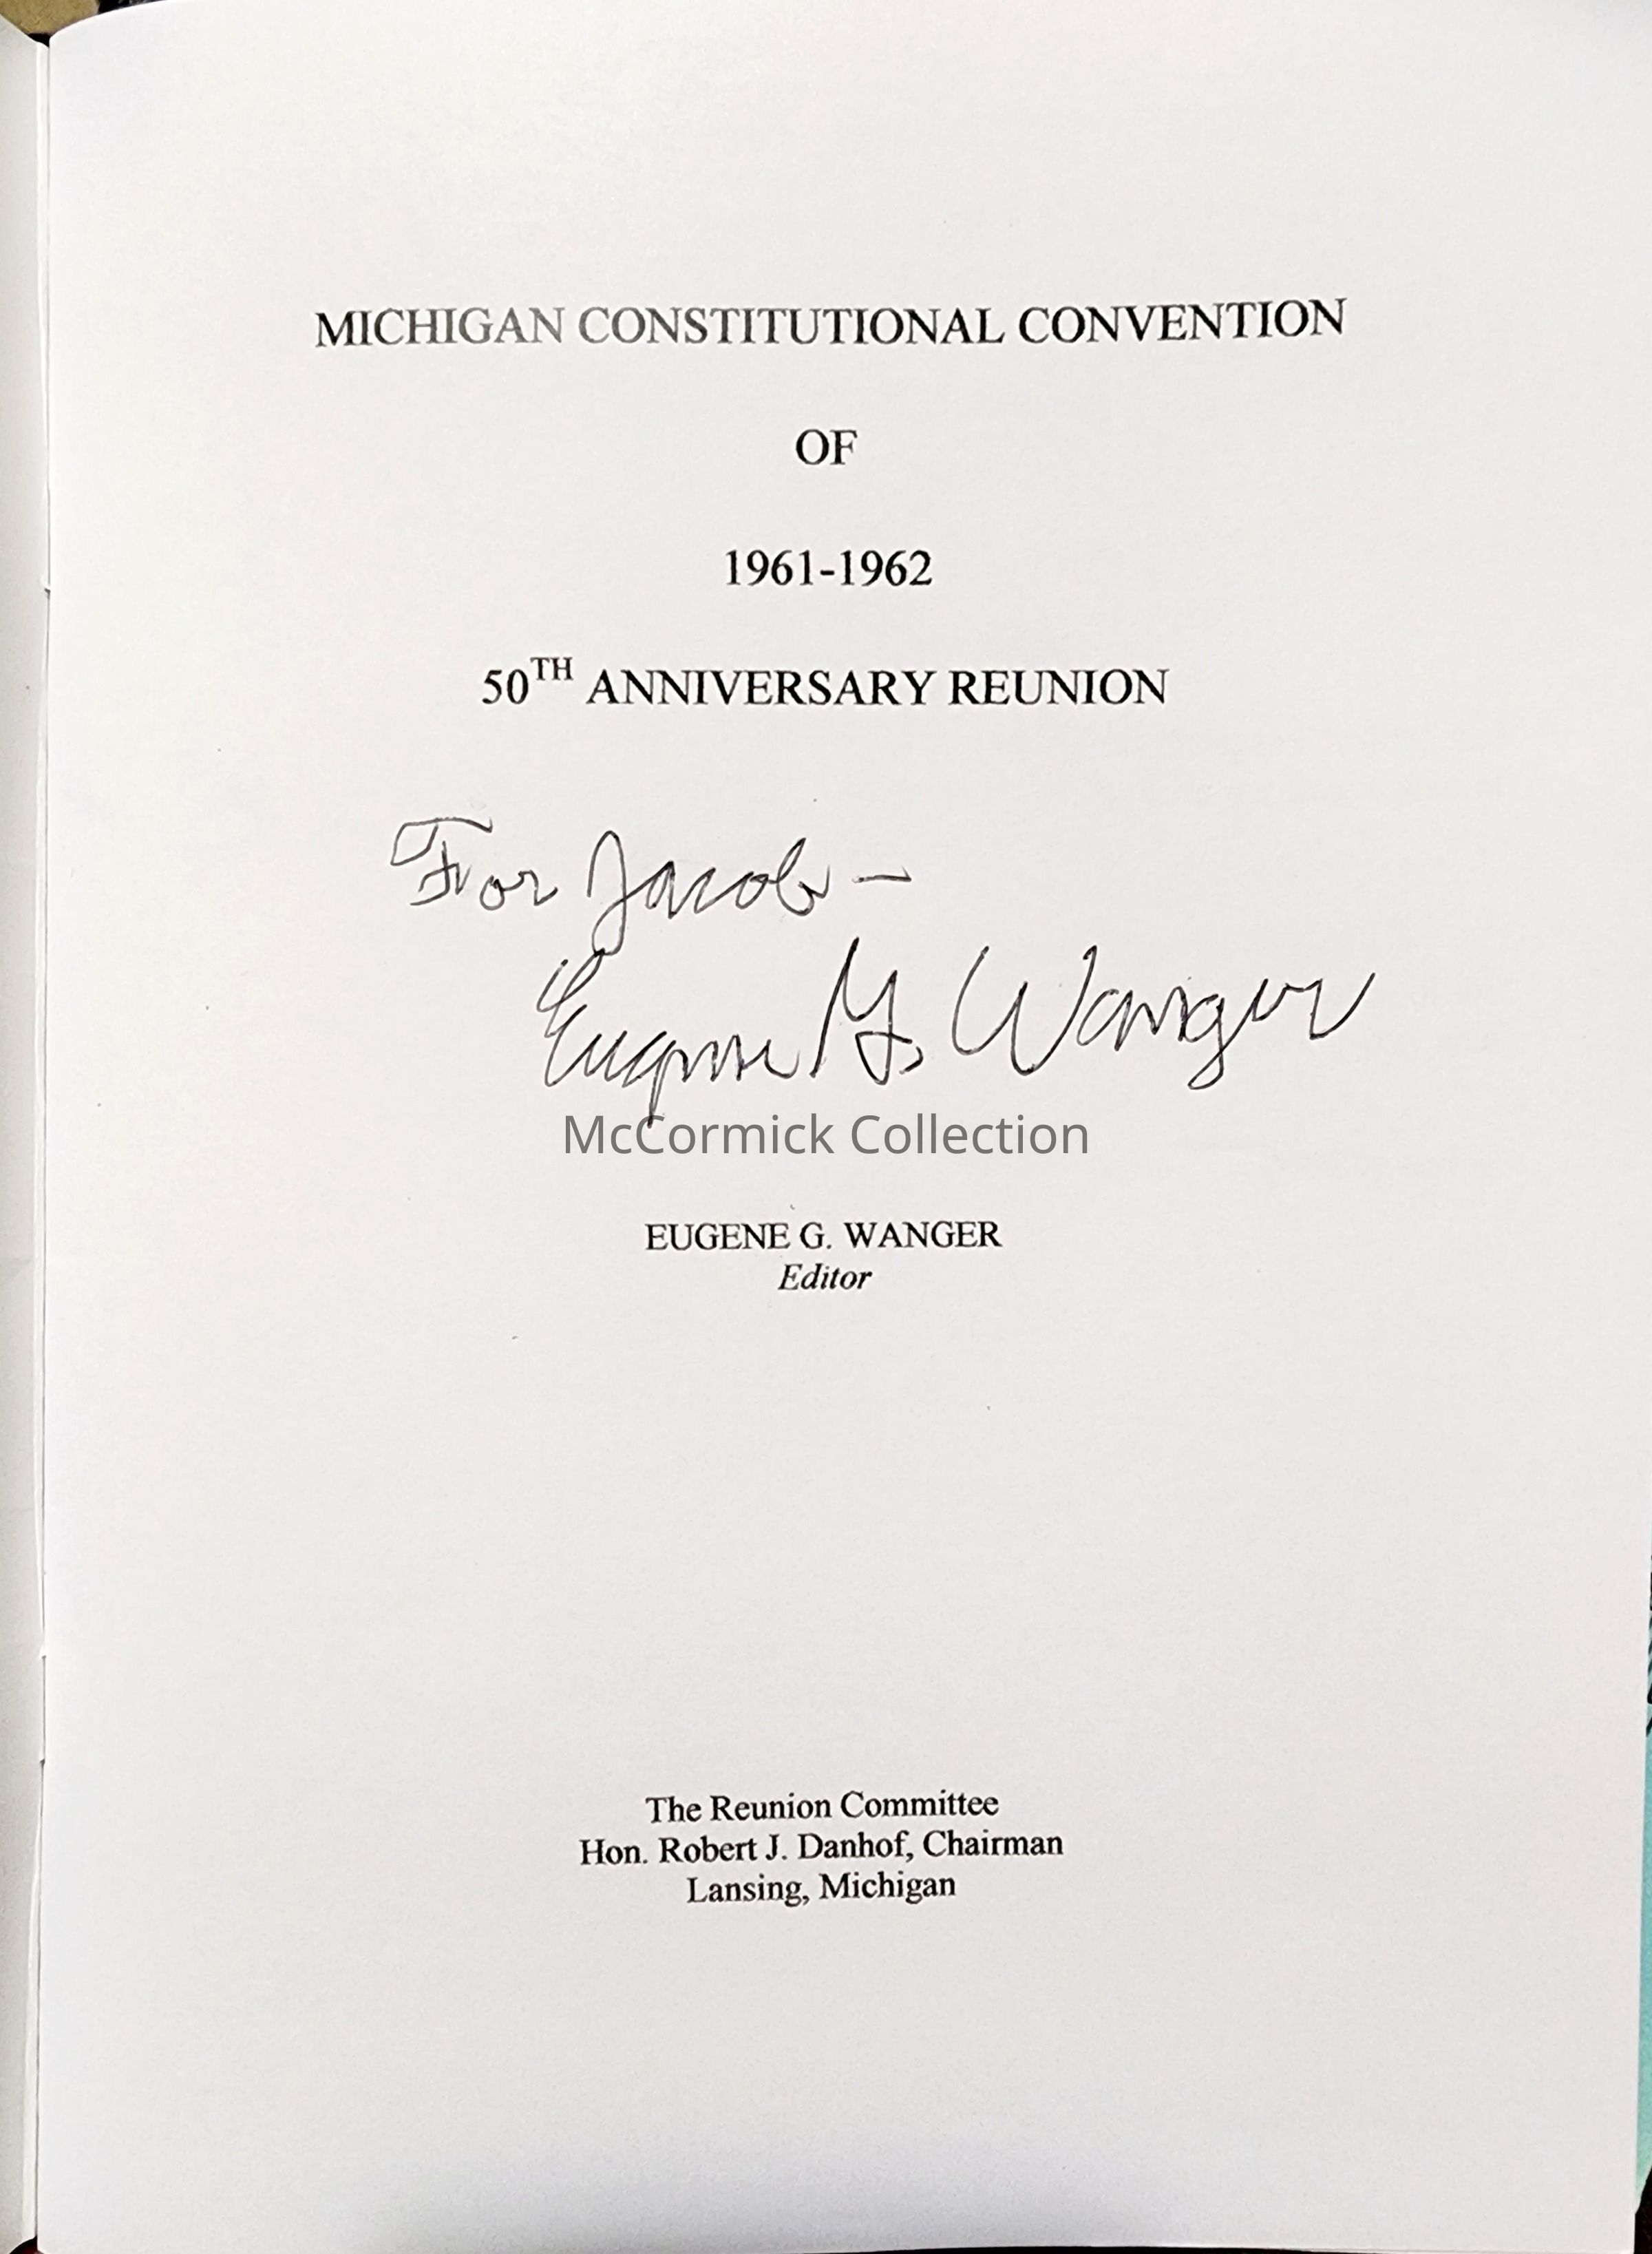 MICHIGAN CONSTITUTIONAL CONVENTION
OF
1961-1962
50TH ANNIVERSARY REUNION
For Jacob –
Eugene G. Wanger
McCormick Collection
EUGENE G. WANGER
Editor
The Reunion Committee
Hon. Robert J. Danhof, Chairman
Lansing, Michigan